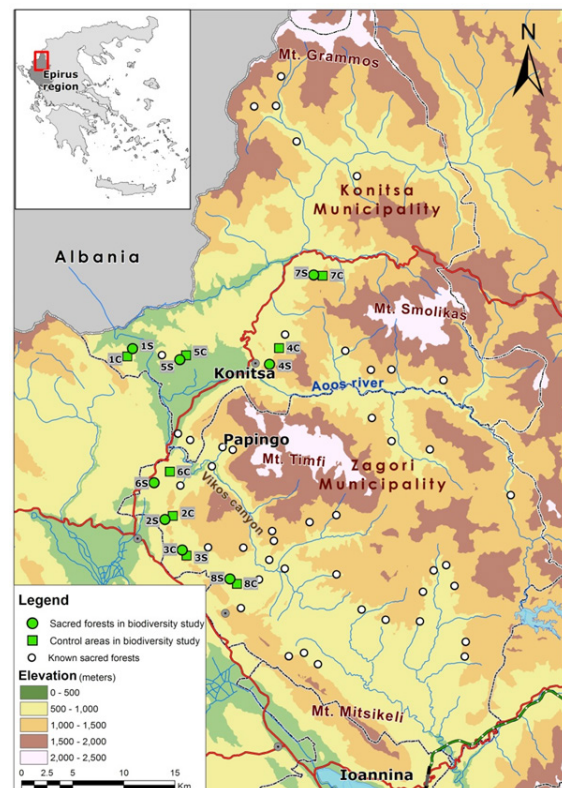 N
Epirus
region
Mt. Grammos
Konitsa
Municipality
Albania
7S
7C
Mt. Smolikas
1S
1C
5S
5C
4C
4S
Konitsa
Aoos river
Papingo
Mt. Timfi
Zagori
Municipality
Vikos canyon
6C
6S
2S
2C
3C
3S
8S
8C
Legend
Sacred forests in biodiversity study
Control areas in biodiversity study
Known sacred forests
Elevation (meters)
0 - 500
500 - 1,000
1,000 - 1,500
1,500 - 2,000
2,000 - 2,500
0 2.5 5 10 15
Km
Mt. Mitsikeli
Ioannina